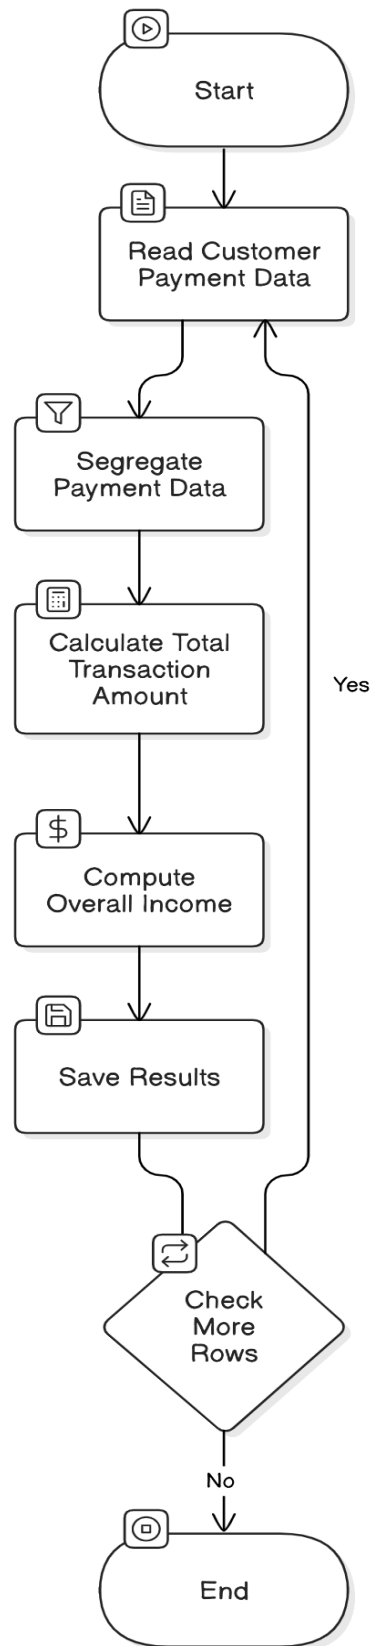 Start
Read Customer
Payment Data
Segregate
Payment Data
Calculate Total
Transaction
Amount
Yes
Compute
Overall Income
Save Results
Check
More
Rows
No
End